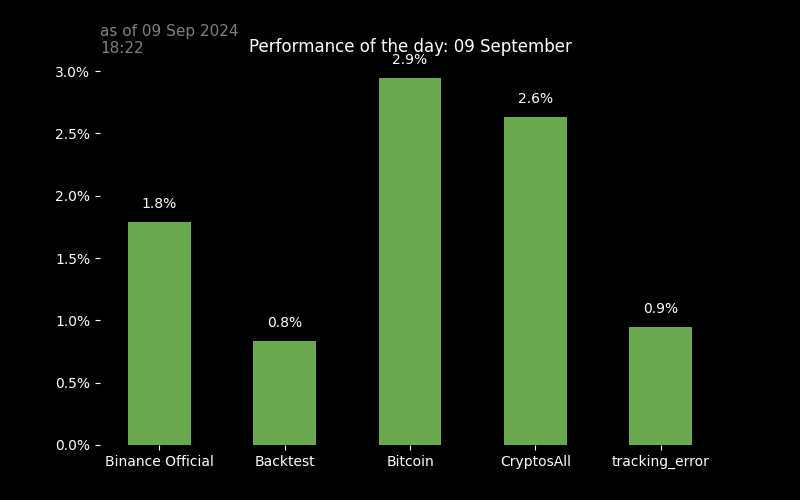 as of 09 Sep 2024
18:22
Performance of the day: 09 September
3.0%
2.5%
2.0%
1.5%
1.0%
0.5%
0.0%
1.8%
0.8%
2.9%
2.6%
0.9%
Binance Official
Backtest
Bitcoin
CryptosAll
tracking_error